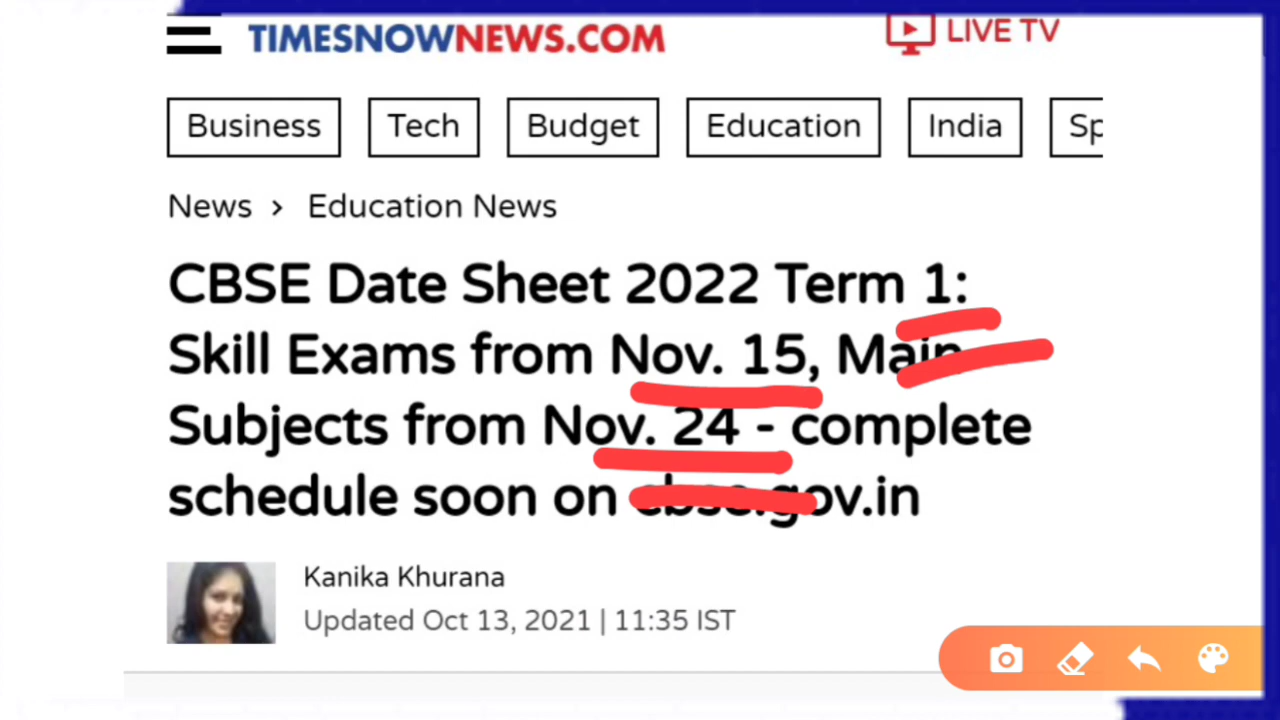 TIMESNOWNEWS.COM LIVE TV
Business Tech Budget Education India Sp
News > Education News
CBSE Date Sheet 2022 Term 1:
Skill Exams from Nov. 15, Main
Subjects from Nov. 24 - complete
schedule soon on cbse.gov.in
Kanika Khurana
Updated Oct 13, 2021 | 11:35 IST